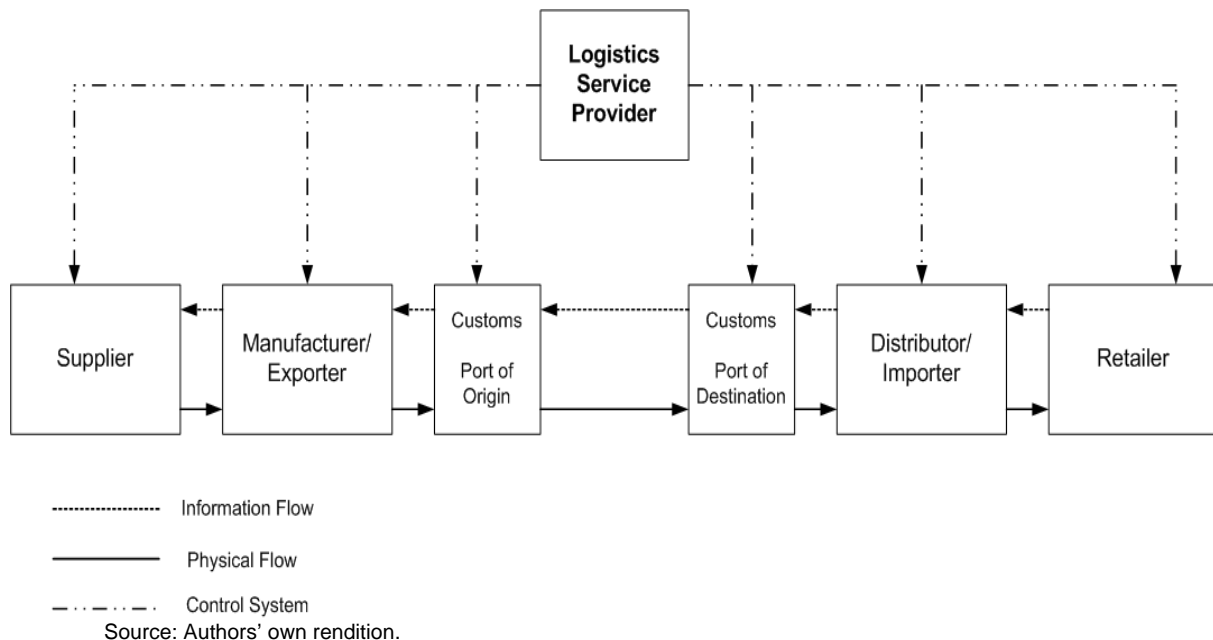 Logistics
Service
Provider
Supplier
Manufacturer/
Exporter
Customs
Port of
Origin
Customs
Port of
Destination
Distributor/
Importer
Retailer
Information Flow
Physical Flow
Control System
Source: Authors' own rendition.